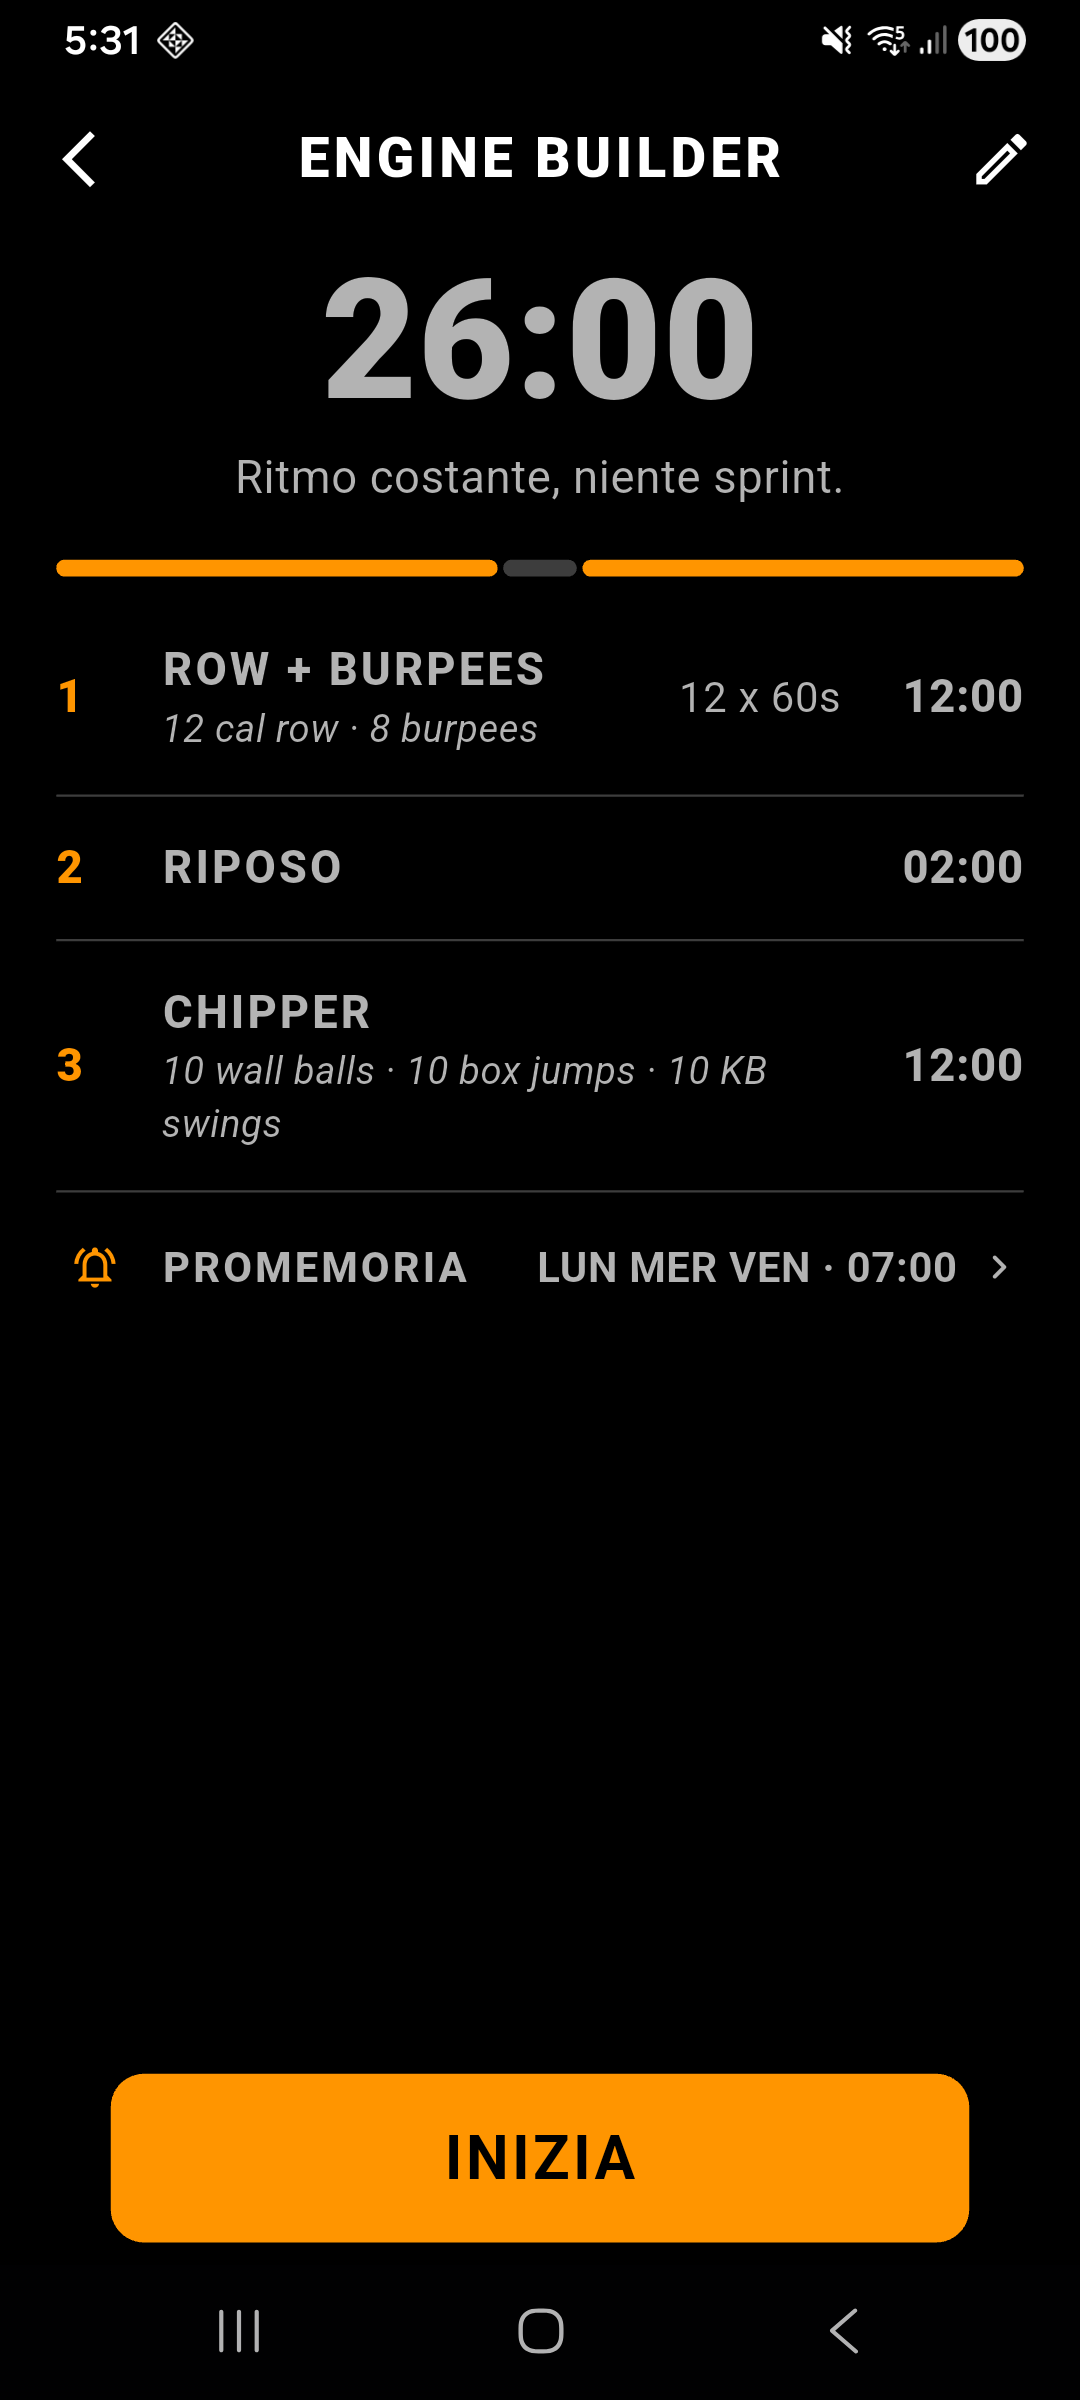 5:31
5
100
ENGINE BUILDER
26:00
Ritmo costante, niente sprint.
1
ROW + BURPEES
12 cal row · 8 burpees
12 x 60s
12:00
2
RIPOSO
02:00
3
CHIPPER
10 wall balls · 10 box jumps · 10 KB
swings
12:00
PROMEMORIA
LUN MER VEN · 07:00
INIZIA